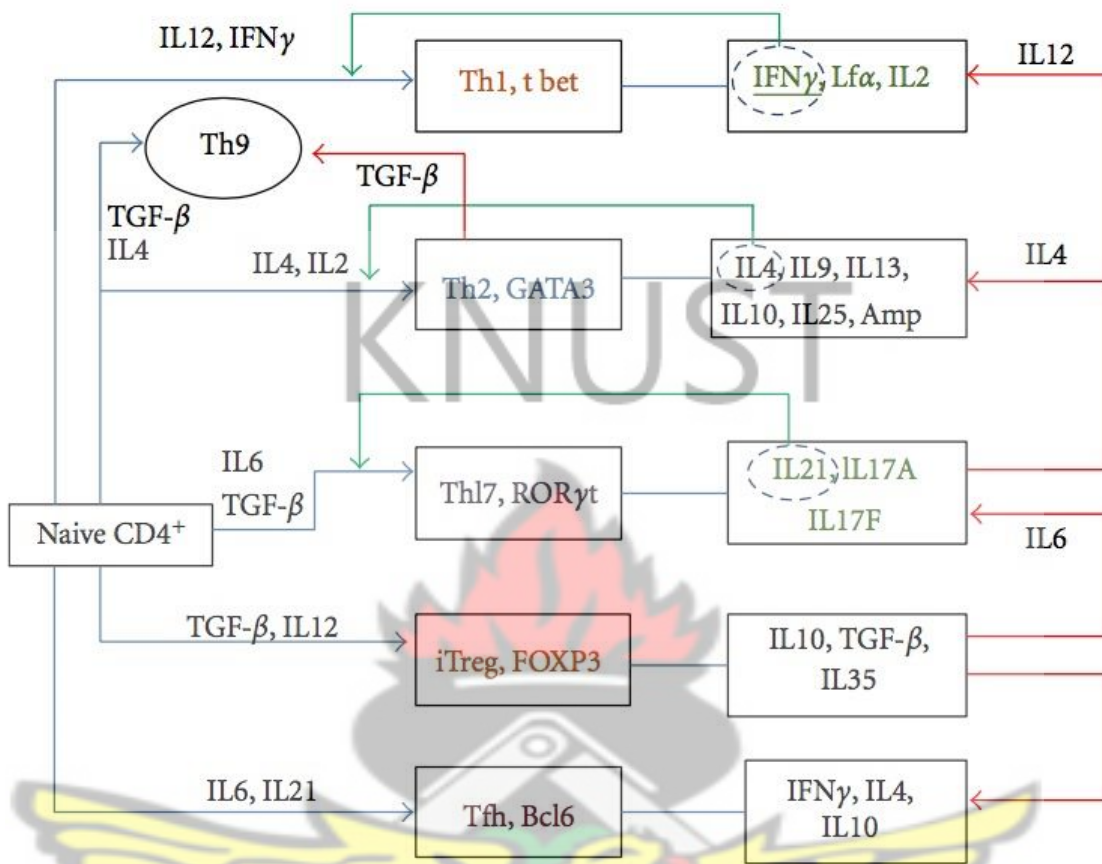 IL12, IFNγ
Th1, t bet
IFNγ, Lfα, IL2
IL12
Th9
TGF-β
TGF-β
IL4
IL4, IL2
Th2, GATA3
IL4, IL9, IL13,
IL10, IL25, Amp
IL4
KNUST
IL6
TGF-β
Thl7, RORγt
IL21, lL17A
IL17F
IL6
Naive CD4⁺
TGF-β, IL12
iTreg, FOXP3
IL10, TGF-β,
IL35
IL6, IL21
Tfh, Bcl6
IFNγ, IL4,
IL10